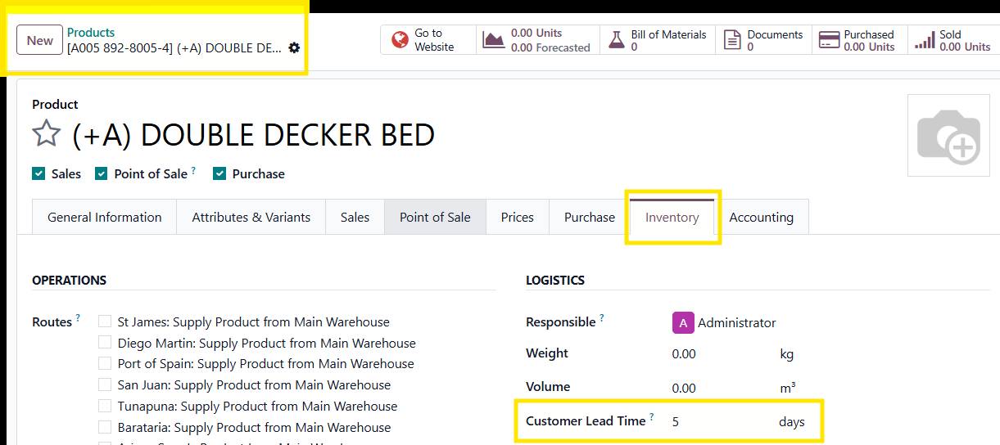 New
Products
[A005 892-8005-4] (+A) DOUBLE DE...
Go to
Website
0.00 Units
0.00 Forecasted
Bill of Materials
0
Documents
0
Purchased
0.00 Units
Sold
0.00 Units
Product
(+A) DOUBLE DECKER BED
Sales
Point of Sale ?
Purchase
General Information
Attributes & Variants
Sales
Point of Sale
Prices
Purchase
Inventory
Accounting
OPERATIONS
Routes ?
St James: Supply Product from Main Warehouse
Diego Martin: Supply Product from Main Warehouse
Port of Spain: Supply Product from Main Warehouse
San Juan: Supply Product from Main Warehouse
Tunapuna: Supply Product from Main Warehouse
Barataria: Supply Product from Main Warehouse
LOGISTICS
Responsible ?
A Administrator
Weight
0.00 kg
Volume
0.00 m³
Customer Lead Time ?
5 days